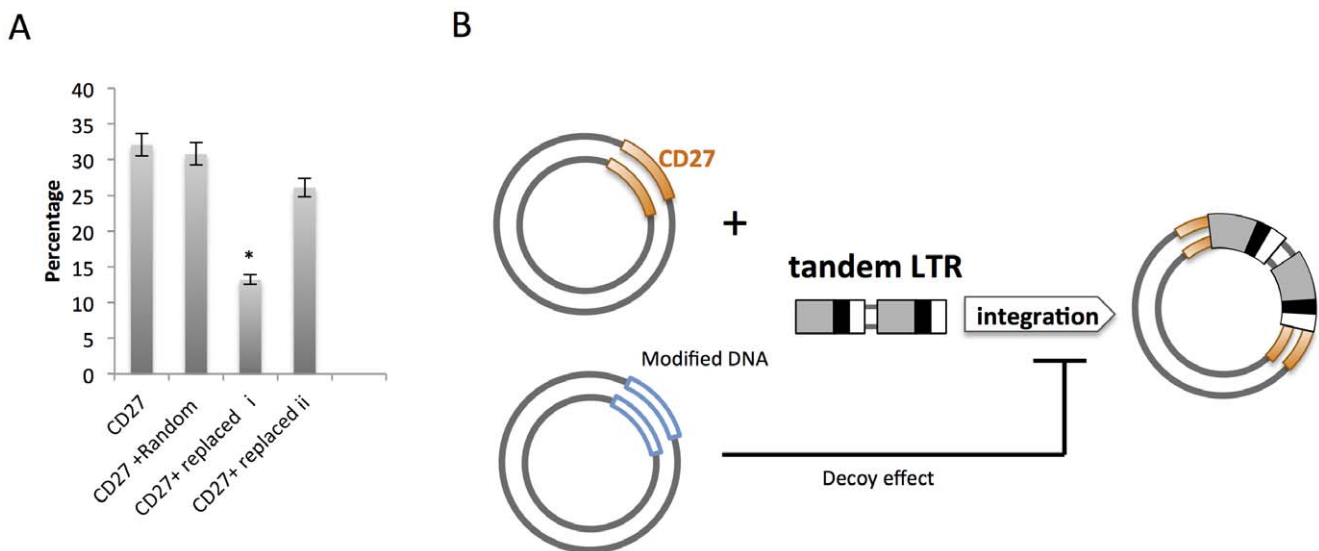 A
B
40
35
30
25
20
15
10
5
0
Percentage
*
CD27
CD27 +Random
CD27+ replaced i
CD27+ replaced ii
CD27
+
tandem LTR
integration
Modified DNA
Decoy effect